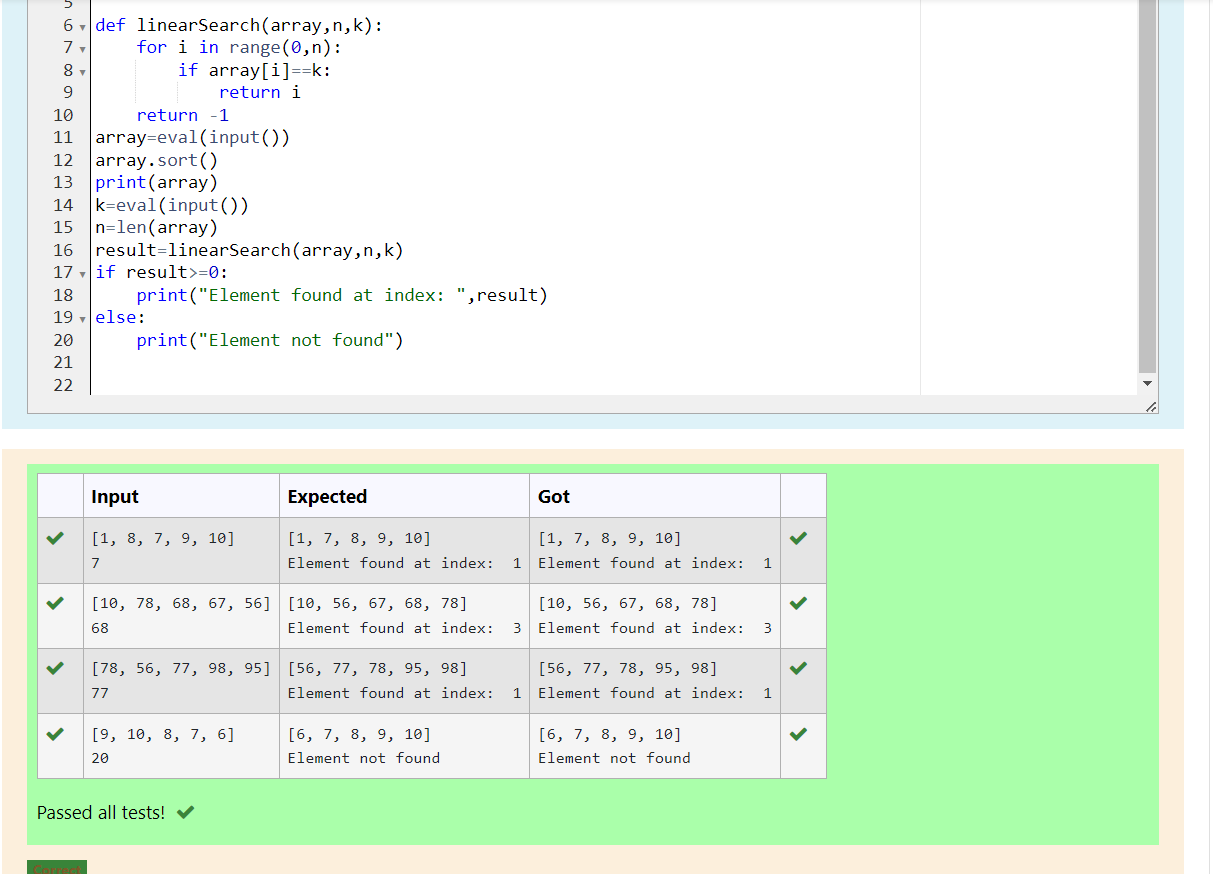 5
6 def linearSearch(array,n,k):
7     for i in range(0,n):
8         if array[i]==k:
9             return i
10     return -1
11 array=eval(input())
12 array.sort()
13 print(array)
14 k=eval(input())
15 n=len(array)
16 result=linearSearch(array,n,k)
17 if result>=0:
18     print("Element found at index: ",result)
19 else:
20     print("Element not found")
21
22
Input Expected Got
[1, 8, 7, 9, 10] [1, 7, 8, 9, 10] [1, 7, 8, 9, 10]
7 Element found at index:  1 Element found at index:  1
[10, 78, 68, 67, 56] [10, 56, 67, 68, 78] [10, 56, 67, 68, 78]
68 Element found at index:  3 Element found at index:  3
[78, 56, 77, 98, 95] [56, 77, 78, 95, 98] [56, 77, 78, 95, 98]
77 Element found at index:  1 Element found at index:  1
[9, 10, 8, 7, 6] [6, 7, 8, 9, 10] [6, 7, 8, 9, 10]
20 Element not found Element not found
Passed all tests!
Correct